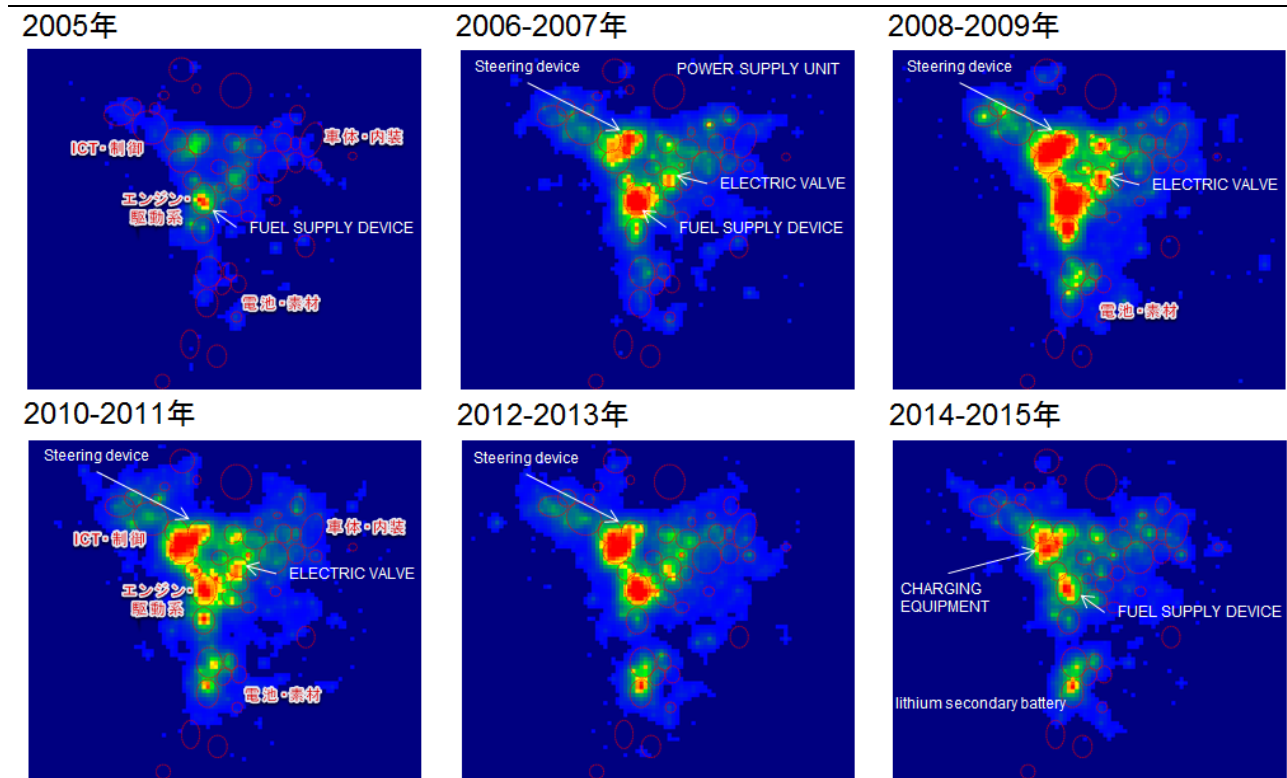 2005年
ICT・制御
車体・内装
エンジン・
駆動系
FUEL SUPPLY DEVICE
電池・素材
2006-2007年
Steering device
POWER SUPPLY UNIT
ELECTRIC VALVE
FUEL SUPPLY DEVICE
2008-2009年
Steering device
ELECTRIC VALVE
電池・素材
2010-2011年
Steering device
ICT・制御
車体・内装
ELECTRIC VALVE
エンジン・
駆動系
電池・素材
2012-2013年
Steering device
2014-2015年
CHARGING
EQUIPMENT
FUEL SUPPLY DEVICE
lithium secondary battery